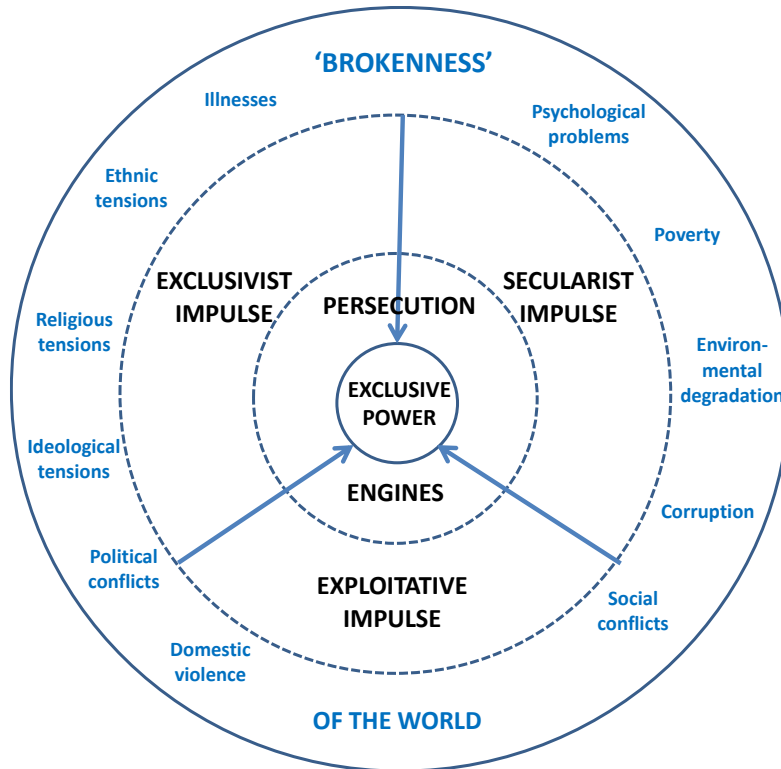 ‘BROKENNESS’
Illnesses
Psychological
problems
Ethnic
tensions
Poverty
EXCLUSIVIST
IMPULSE
PERSECUTION
SECULARIST
IMPULSE
Religious
tensions
Environ-
mental
degradation
EXCLUSIVE
POWER
Ideological
tensions
ENGINES
Corruption
Political
conflicts
EXPLOITATIVE
IMPULSE
Social
conflicts
Domestic
violence
OF THE WORLD